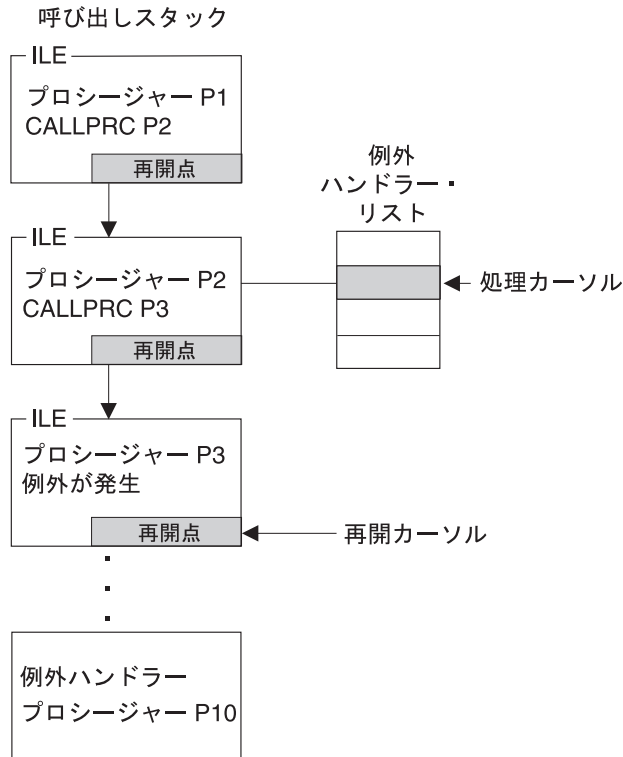 呼び出しスタック
ILE
プロシージャー P1
CALLPRC P2
再開点
例外
ハンドラー・
リスト
ILE
プロシージャー P2
CALLPRC P3
再開点
処理カーソル
ILE
プロシージャー P3
例外が発生
再開点
再開カーソル
例外ハンドラー
プロシージャー P10